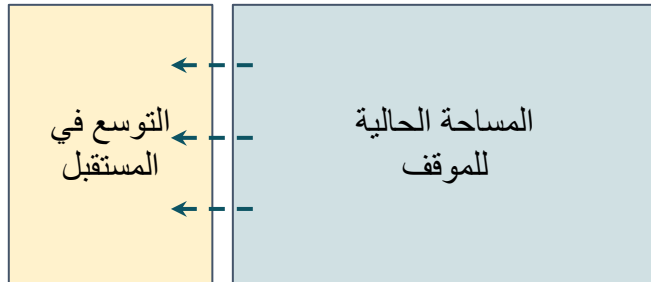 المساحة الحالية
للموقف
التوسع في
المستقبل